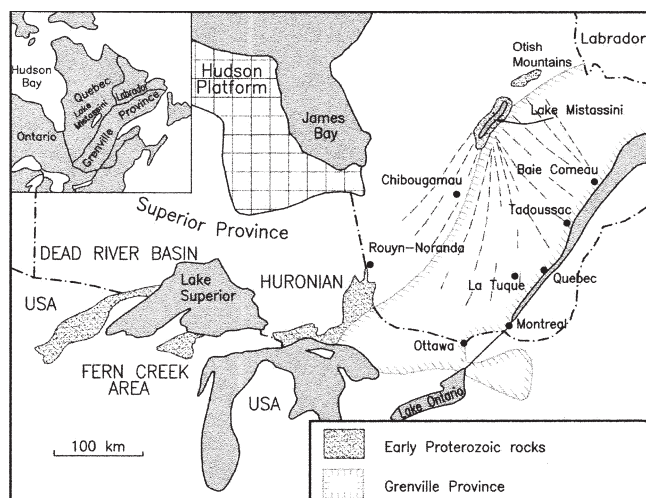 Hudson
Bay
Quebec
Lake
Mistassini
Labrador
Province
Ontario
Grenville
Hudson
Platform
James
Bay
Labrador
Otish
Mountains
Lake Mistassini
Chibougamau
Baie Comeau
Tadoussac
Superior Province
Rouyn-Noranda
DEAD RIVER BASIN
HURONIAN
Lake
Superior
La Tuque
Quebec
USA
Montreal
Ottawa
FERN CREEK
AREA
USA
Lake Ontario
100 km
Early Proterozoic rocks
Grenville Province